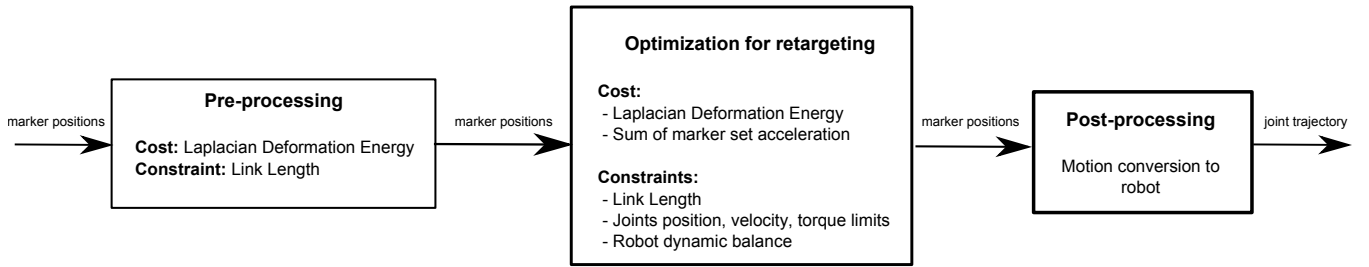 marker positions
Pre-processing
Cost: Laplacian Deformation Energy
Constraint: Link Length
marker positions
Optimization for retargeting
Cost:
- Laplacian Deformation Energy
- Sum of marker set acceleration
Constraints:
- Link Length
- Joints position, velocity, torque limits
- Robot dynamic balance
marker positions
Post-processing
Motion conversion to
robot
joint trajectory